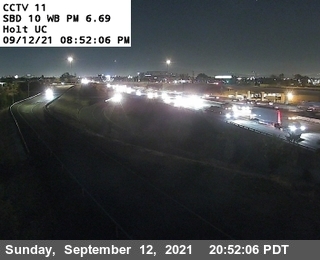 CCTV 11
SBD 10 WB PM 6.69
Holt UC
09/12/21 08:52:06 PM
Sunday, September 12, 2021 20:52:06 PDT